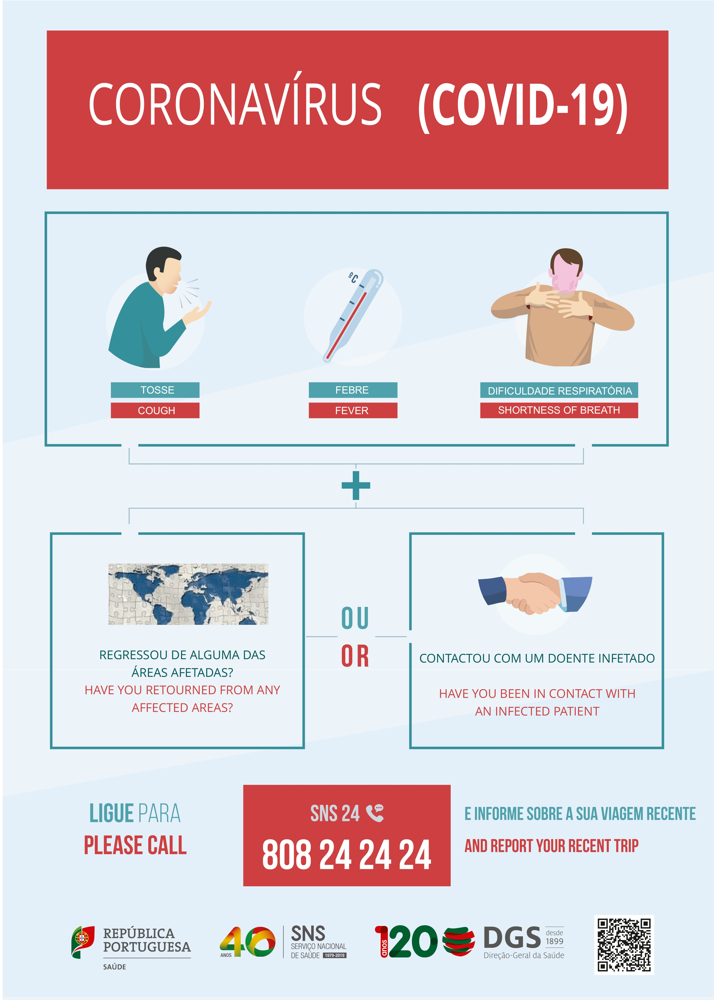 CORONAVÍRUS (COVID-19)
ºC
TOSSE
COUGH
FEBRE
FEVER
DIFICULDADE RESPIRATÓRIA
SHORTNESS OF BREATH
+
REGRESSOU DE ALGUMA DAS
ÁREAS AFETADAS?
HAVE YOU RETOURNED FROM ANY
AFFECTED AREAS?
OU
OR
CONTACTOU COM UM DOENTE INFETADO
HAVE YOU BEEN IN CONTACT WITH
AN INFECTED PATIENT
LIGUE PARA
PLEASE CALL
SNS 24
808 24 24 24
E INFORME SOBRE A SUA VIAGEM RECENTE
AND REPORT YOUR RECENT TRIP
REPÚBLICA
PORTUGUESA
SAÚDE
40
ANOS
SNS
SERVIÇO NACIONAL
DE SAÚDE 1979-2019
120
anos
DGS
desde
1899
Direção-Geral da Saúde